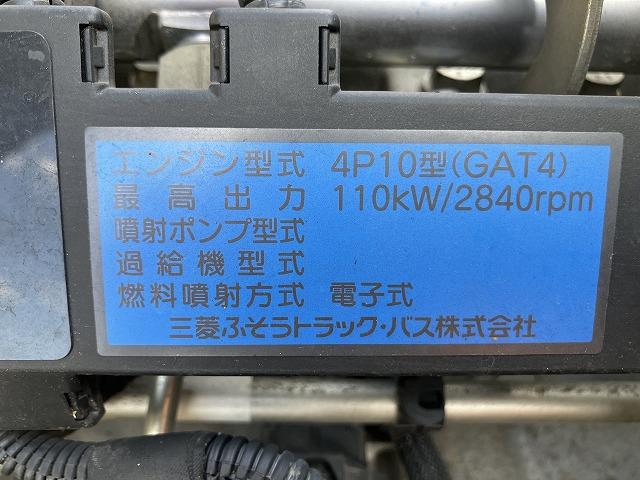 エンジン型式 4P10型(GAT4)
最高出力 110kW/2840rpm
噴射ポンプ型式
過給機型式
燃料噴射方式 電子式
三菱ふそうトラック・バス株式会社